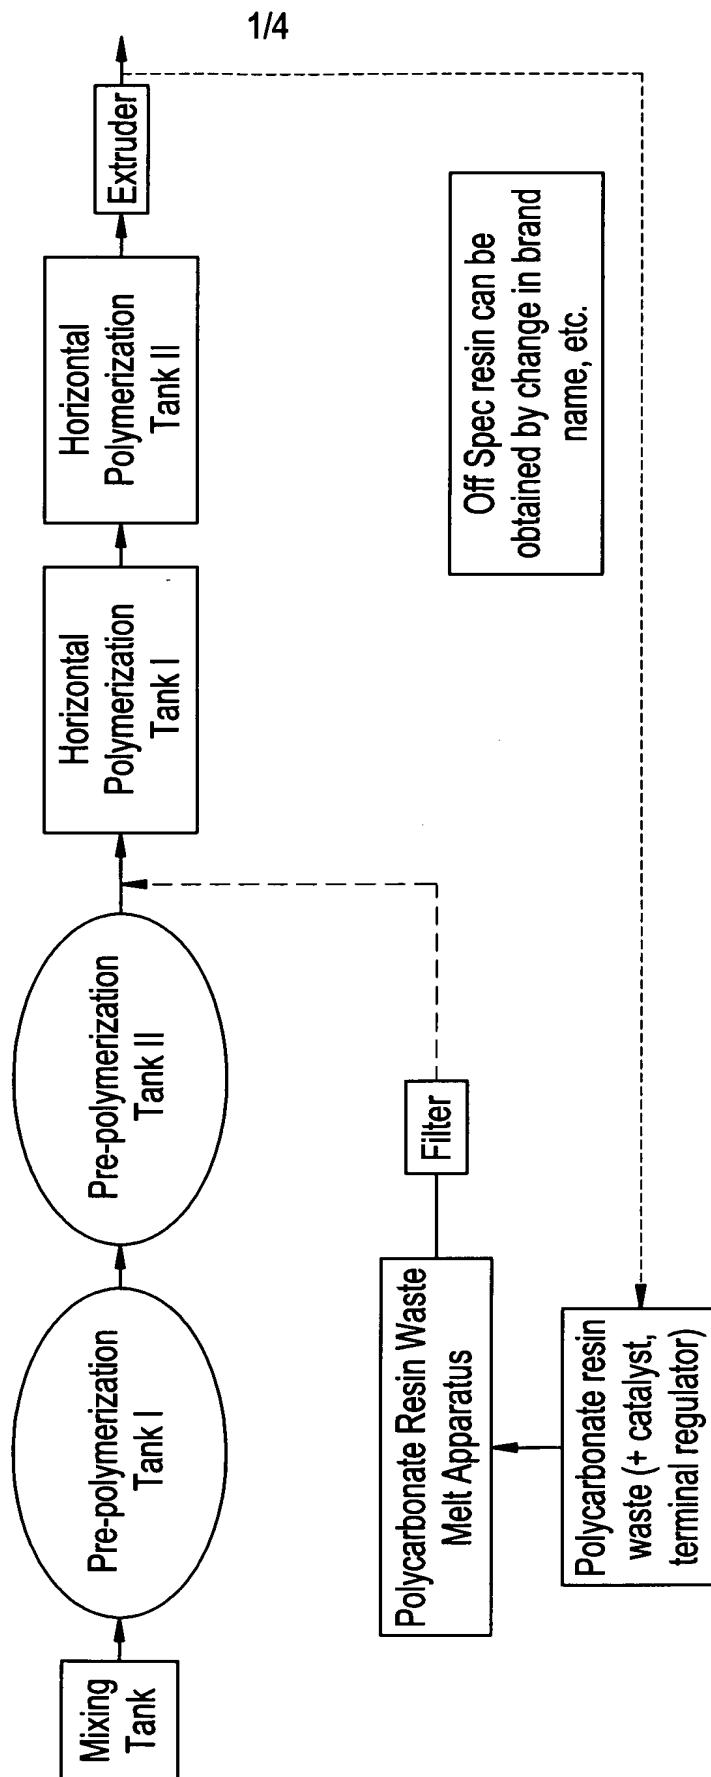 1/4
Mixing
Tank
Pre-polymerization
Tank I
Pre-polymerization
Tank II
Horizontal
Polymerization
Tank I
Horizontal
Polymerization
Tank II
Extruder
Polycarbonate Resin Waste
Melt Apparatus
Filter
Off Spec resin can be
obtained by change in brand
name, etc.
Polycarbonate resin
waste (+ catalyst,
terminal regulator)